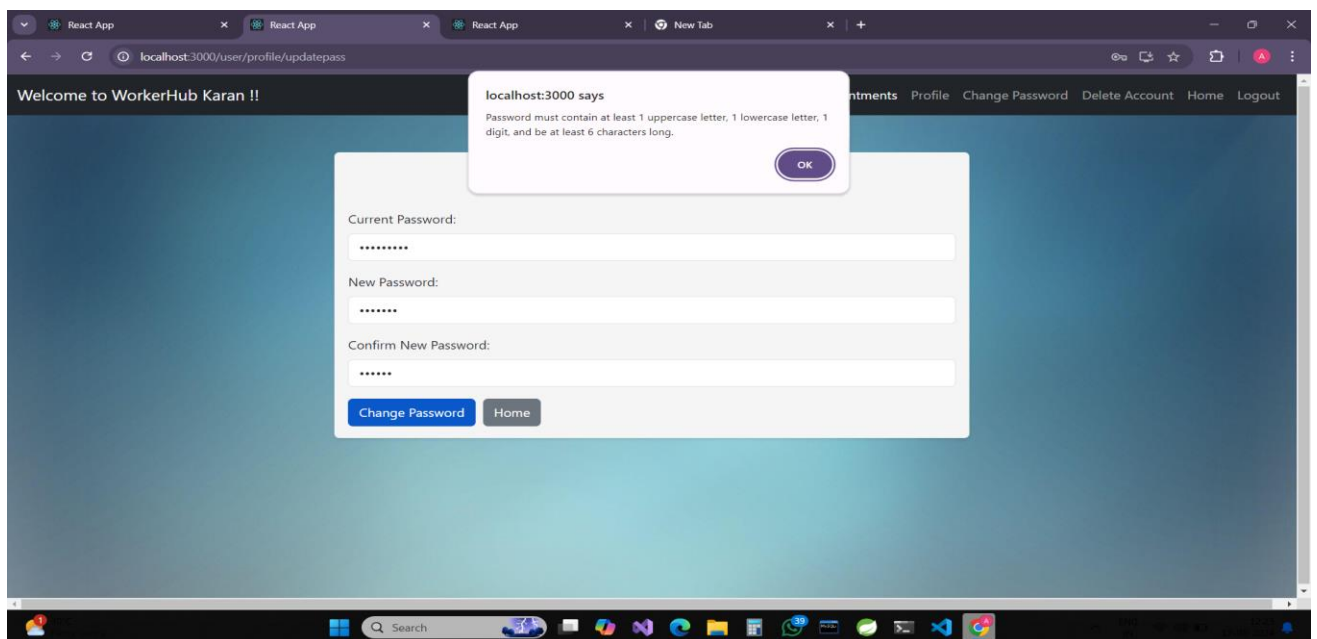 React App
React App
React App
New Tab
localhost:3000/user/profile/updatepass
A
Welcome to WorkerHub Karan !!
ntments Profile Change Password Delete Account Home Logout
localhost:3000 says
Password must contain at least 1 uppercase letter, 1 lowercase letter, 1
digit, and be at least 6 characters long.
OK
Current Password:
•••••••••
New Password:
•••••••
Confirm New Password:
••••••
Change Password Home
1
Search
39